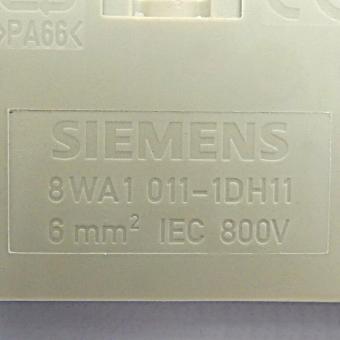 >PA66<
SIEMENS
8WA1 011-1DH11
6 mm² IEC 800V